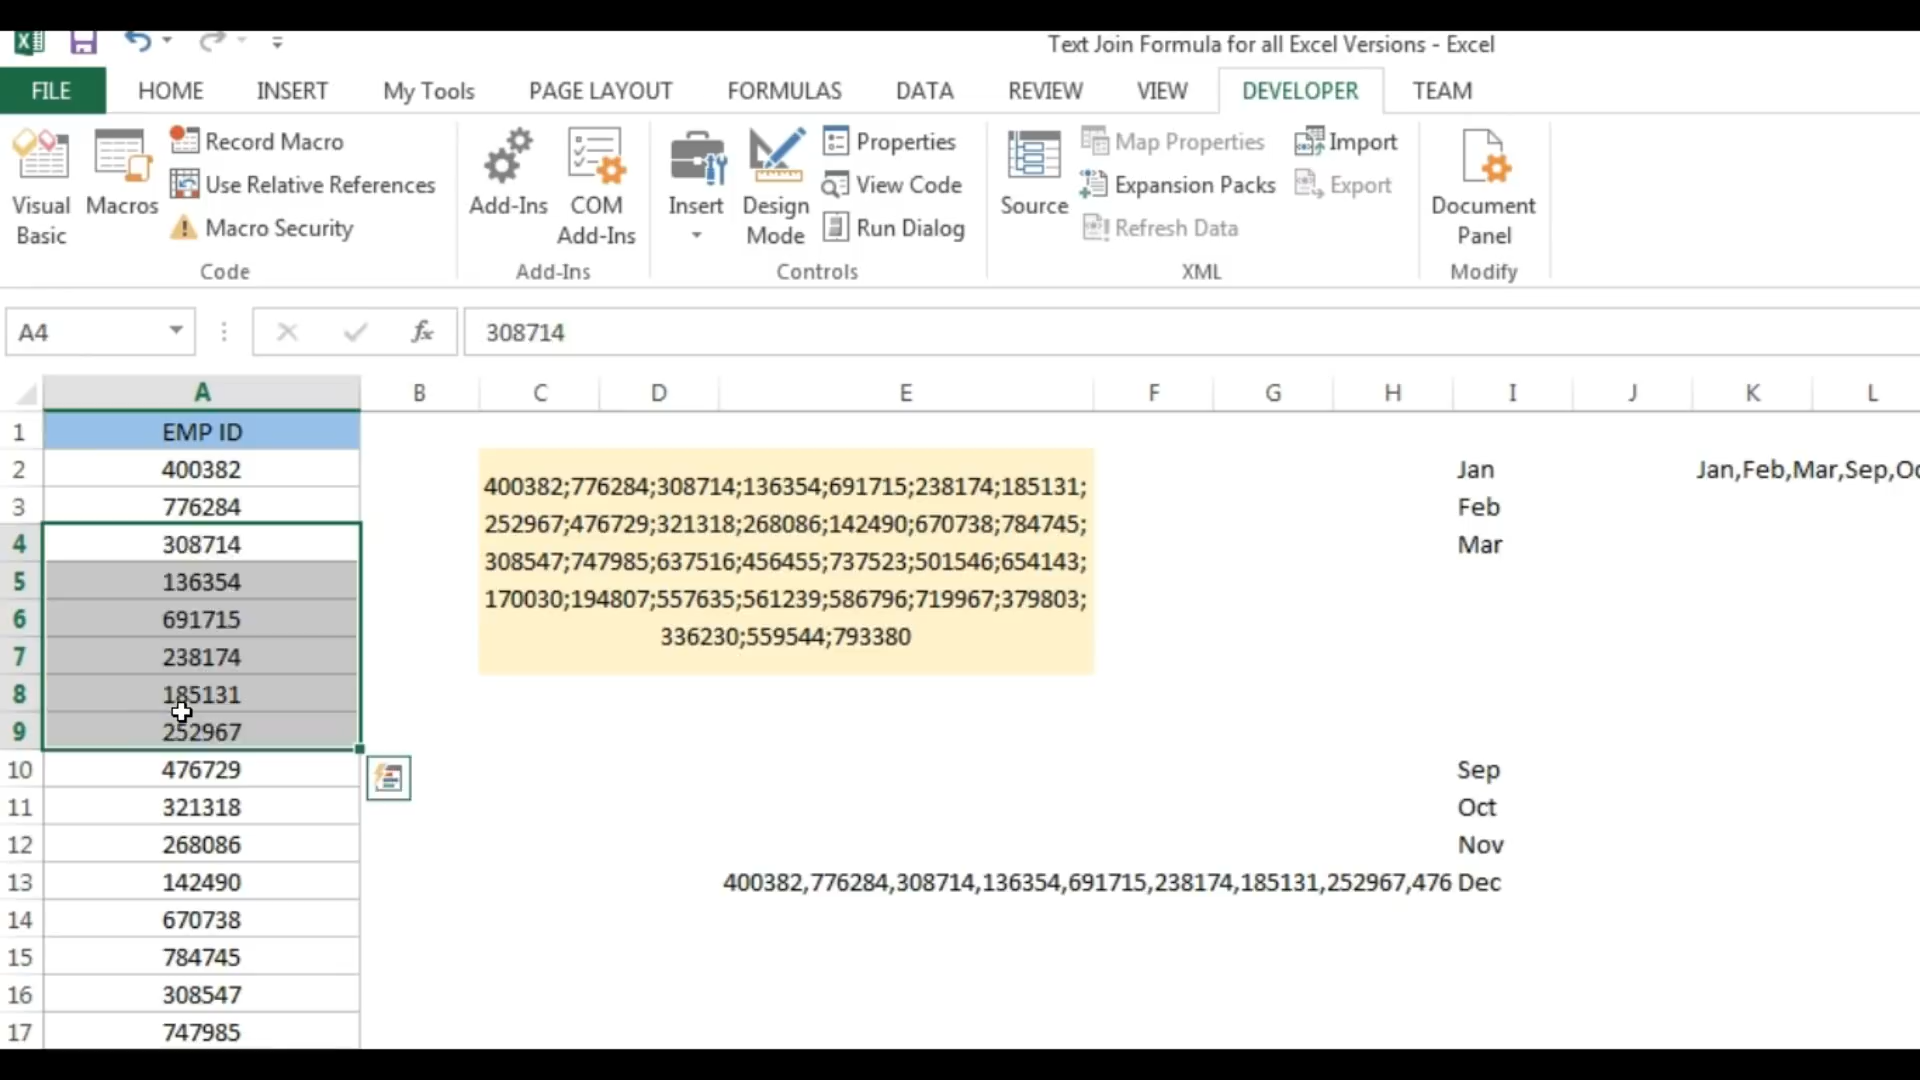 Text Join Formula for all Excel Versions - Excel
FILE HOME INSERT My Tools PAGE LAYOUT FORMULAS DATA REVIEW VIEW DEVELOPER TEAM
Visual Basic
Macros
Record Macro
Use Relative References
Macro Security
Code
Add-Ins
COM Add-Ins
Add-Ins
Insert
Design Mode
Properties
View Code
Run Dialog
Controls
Source
Map Properties
Expansion Packs
Refresh Data
Import
Export
XML
Document Panel
Modify
A4 fx 308714
A B C D E F G H I J K L
1 EMP ID
2 400382 Jan Jan,Feb,Mar,Sep,Oc
3 776284 Feb
4 308714 Mar
5 136354
6 691715
7 238174
8 185131
9 252967
400382;776284;308714;136354;691715;238174;185131;
252967;476729;321318;268086;142490;670738;784745;
308547;747985;637516;456455;737523;501546;654143;
170030;194807;557635;561239;586796;719967;379803;
336230;559544;793380
10 476729 Sep
11 321318 Oct
12 268086 Nov
13 142490 400382,776284,308714,136354,691715,238174,185131,252967,476 Dec
14 670738
15 784745
16 308547
17 747985